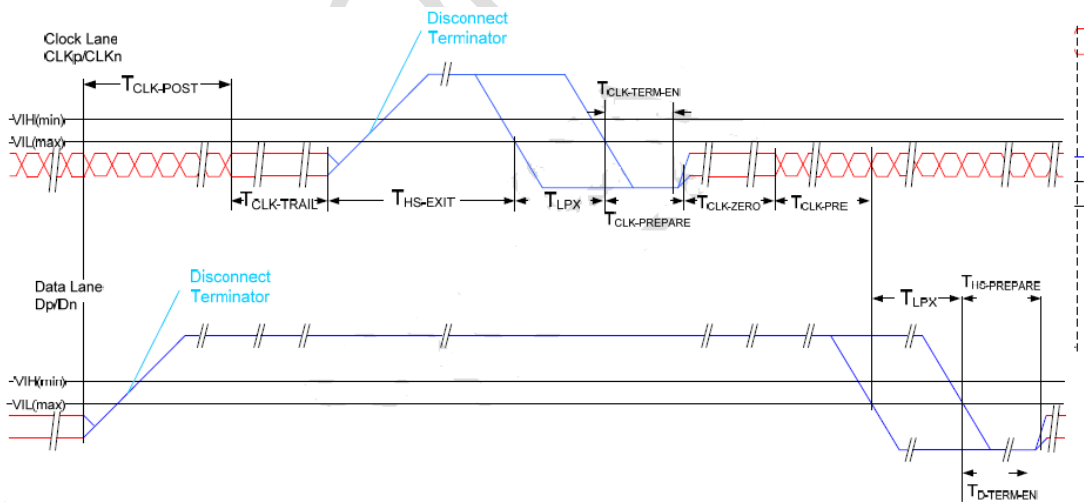 Disconnect
Terminator
Clock Lane
CLKp/CLKn
TCLK-POST
TCLK-TERM-EN
VIH(min)
VIL(max)
TCLK-TRAIL
THS-EXIT
TLPX
TCLK-PREPARE
TCLK-ZERO
TCLK-PRE
Disconnect
Terminator
Data Lane
Dp/Dn
TLPX
THS-PREPARE
VIH(min)
VIL(max)
TD-TERM-EN